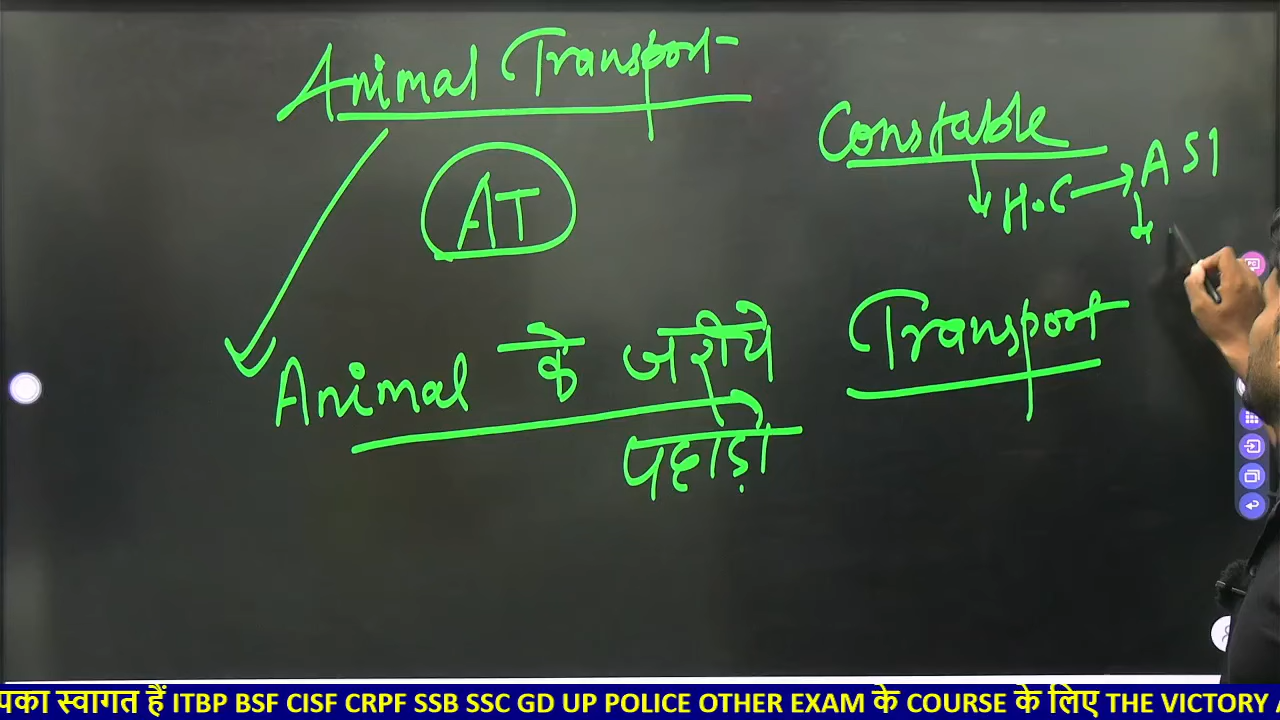 Animal Transport
AT
Constable
H.C → ASI
Animal के जरीये Transport
पहाड़ो
पका स्वागत हैं ITBP BSF CISF CRPF SSB SSC GD UP POLICE OTHER EXAM के COURSE के लिए THE VICTORY